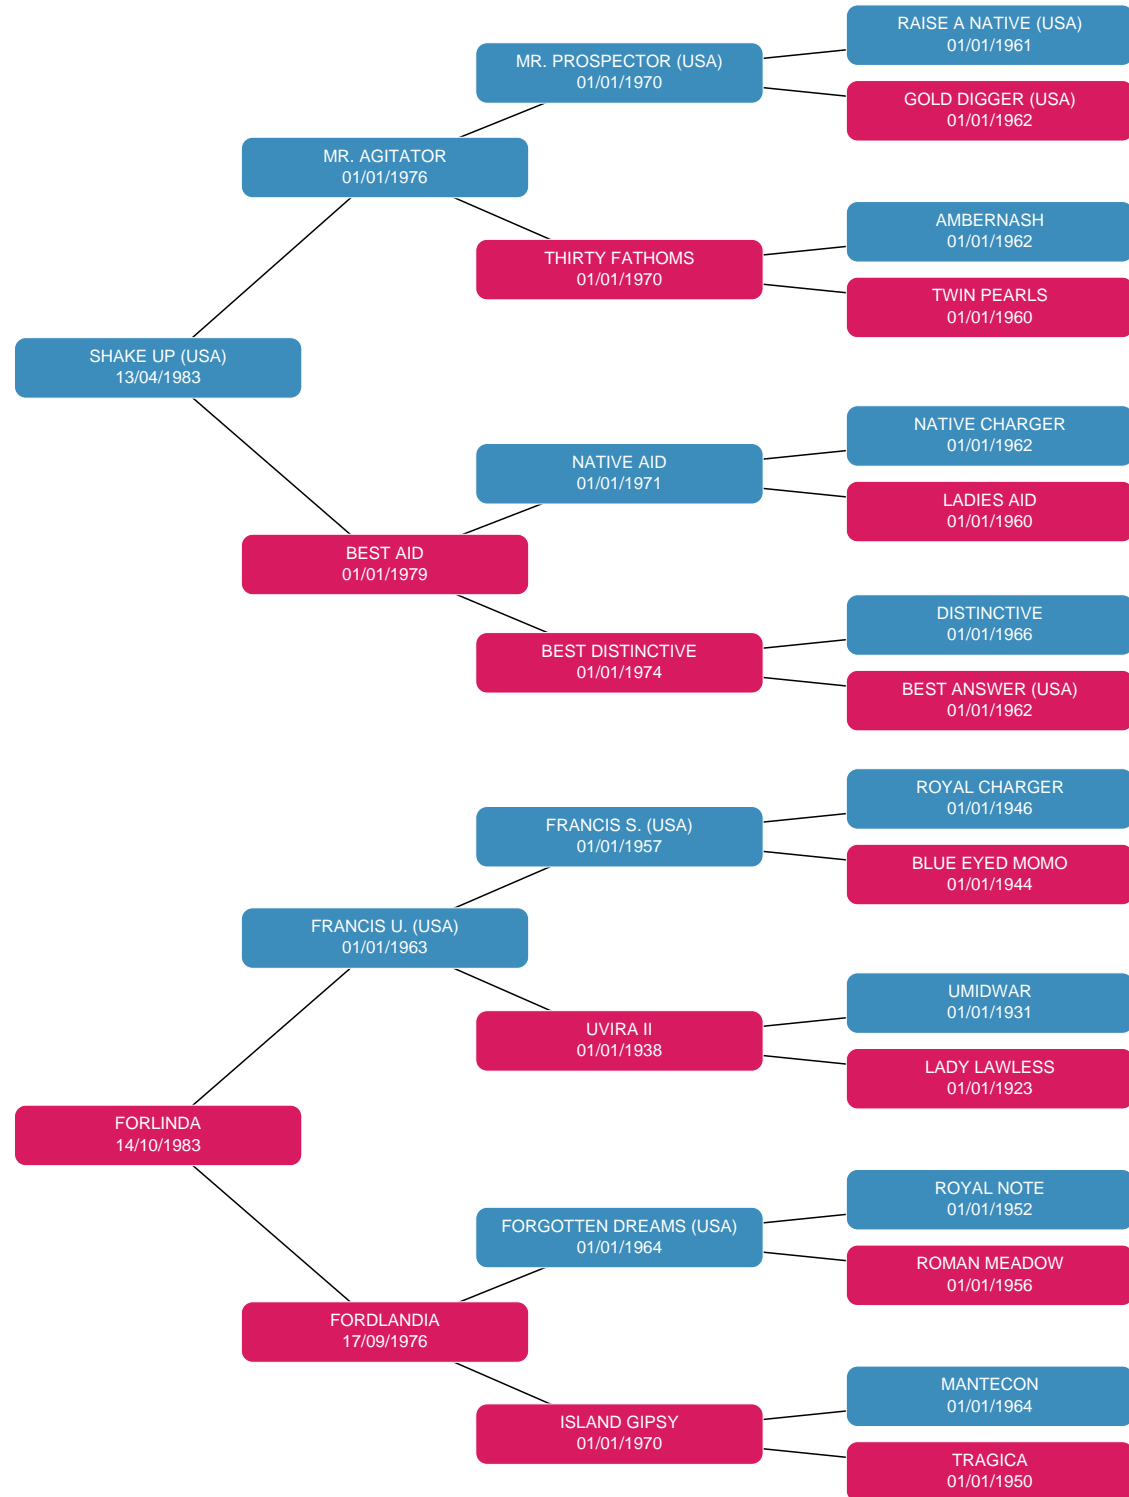 RAISE A NATIVE (USA)
01/01/1961
MR. PROSPECTOR (USA)
01/01/1970
GOLD DIGGER (USA)
01/01/1962
MR. AGITATOR
01/01/1976
AMBERNASH
01/01/1962
THIRTY FATHOMS
01/01/1970
TWIN PEARLS
01/01/1960
SHAKE UP (USA)
13/04/1983
NATIVE CHARGER
01/01/1962
NATIVE AID
01/01/1971
LADIES AID
01/01/1960
BEST AID
01/01/1979
DISTINCTIVE
01/01/1966
BEST DISTINCTIVE
01/01/1974
BEST ANSWER (USA)
01/01/1962
ROYAL CHARGER
01/01/1946
FRANCIS S. (USA)
01/01/1957
BLUE EYED MOMO
01/01/1944
FRANCIS U. (USA)
01/01/1963
UMIDWAR
01/01/1931
UVIRA II
01/01/1938
LADY LAWLESS
01/01/1923
FORLINDA
14/10/1983
ROYAL NOTE
01/01/1952
FORGOTTEN DREAMS (USA)
01/01/1964
ROMAN MEADOW
01/01/1956
FORDLANDIA
17/09/1976
MANTECON
01/01/1964
ISLAND GIPSY
01/01/1970
TRAGICA
01/01/1950